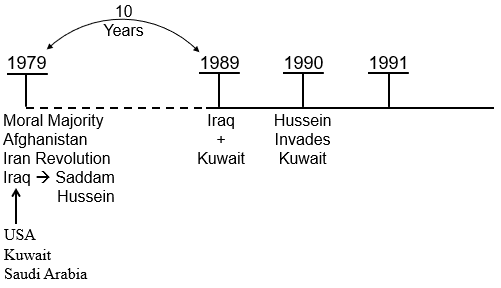 10
Years
1979
1989
1990
1991
Moral Majority
Afghanistan
Iran Revolution
Iraq → Saddam
Hussein
Iraq
+
Kuwait
Hussein
Invades
Kuwait
USA
Kuwait
Saudi Arabia